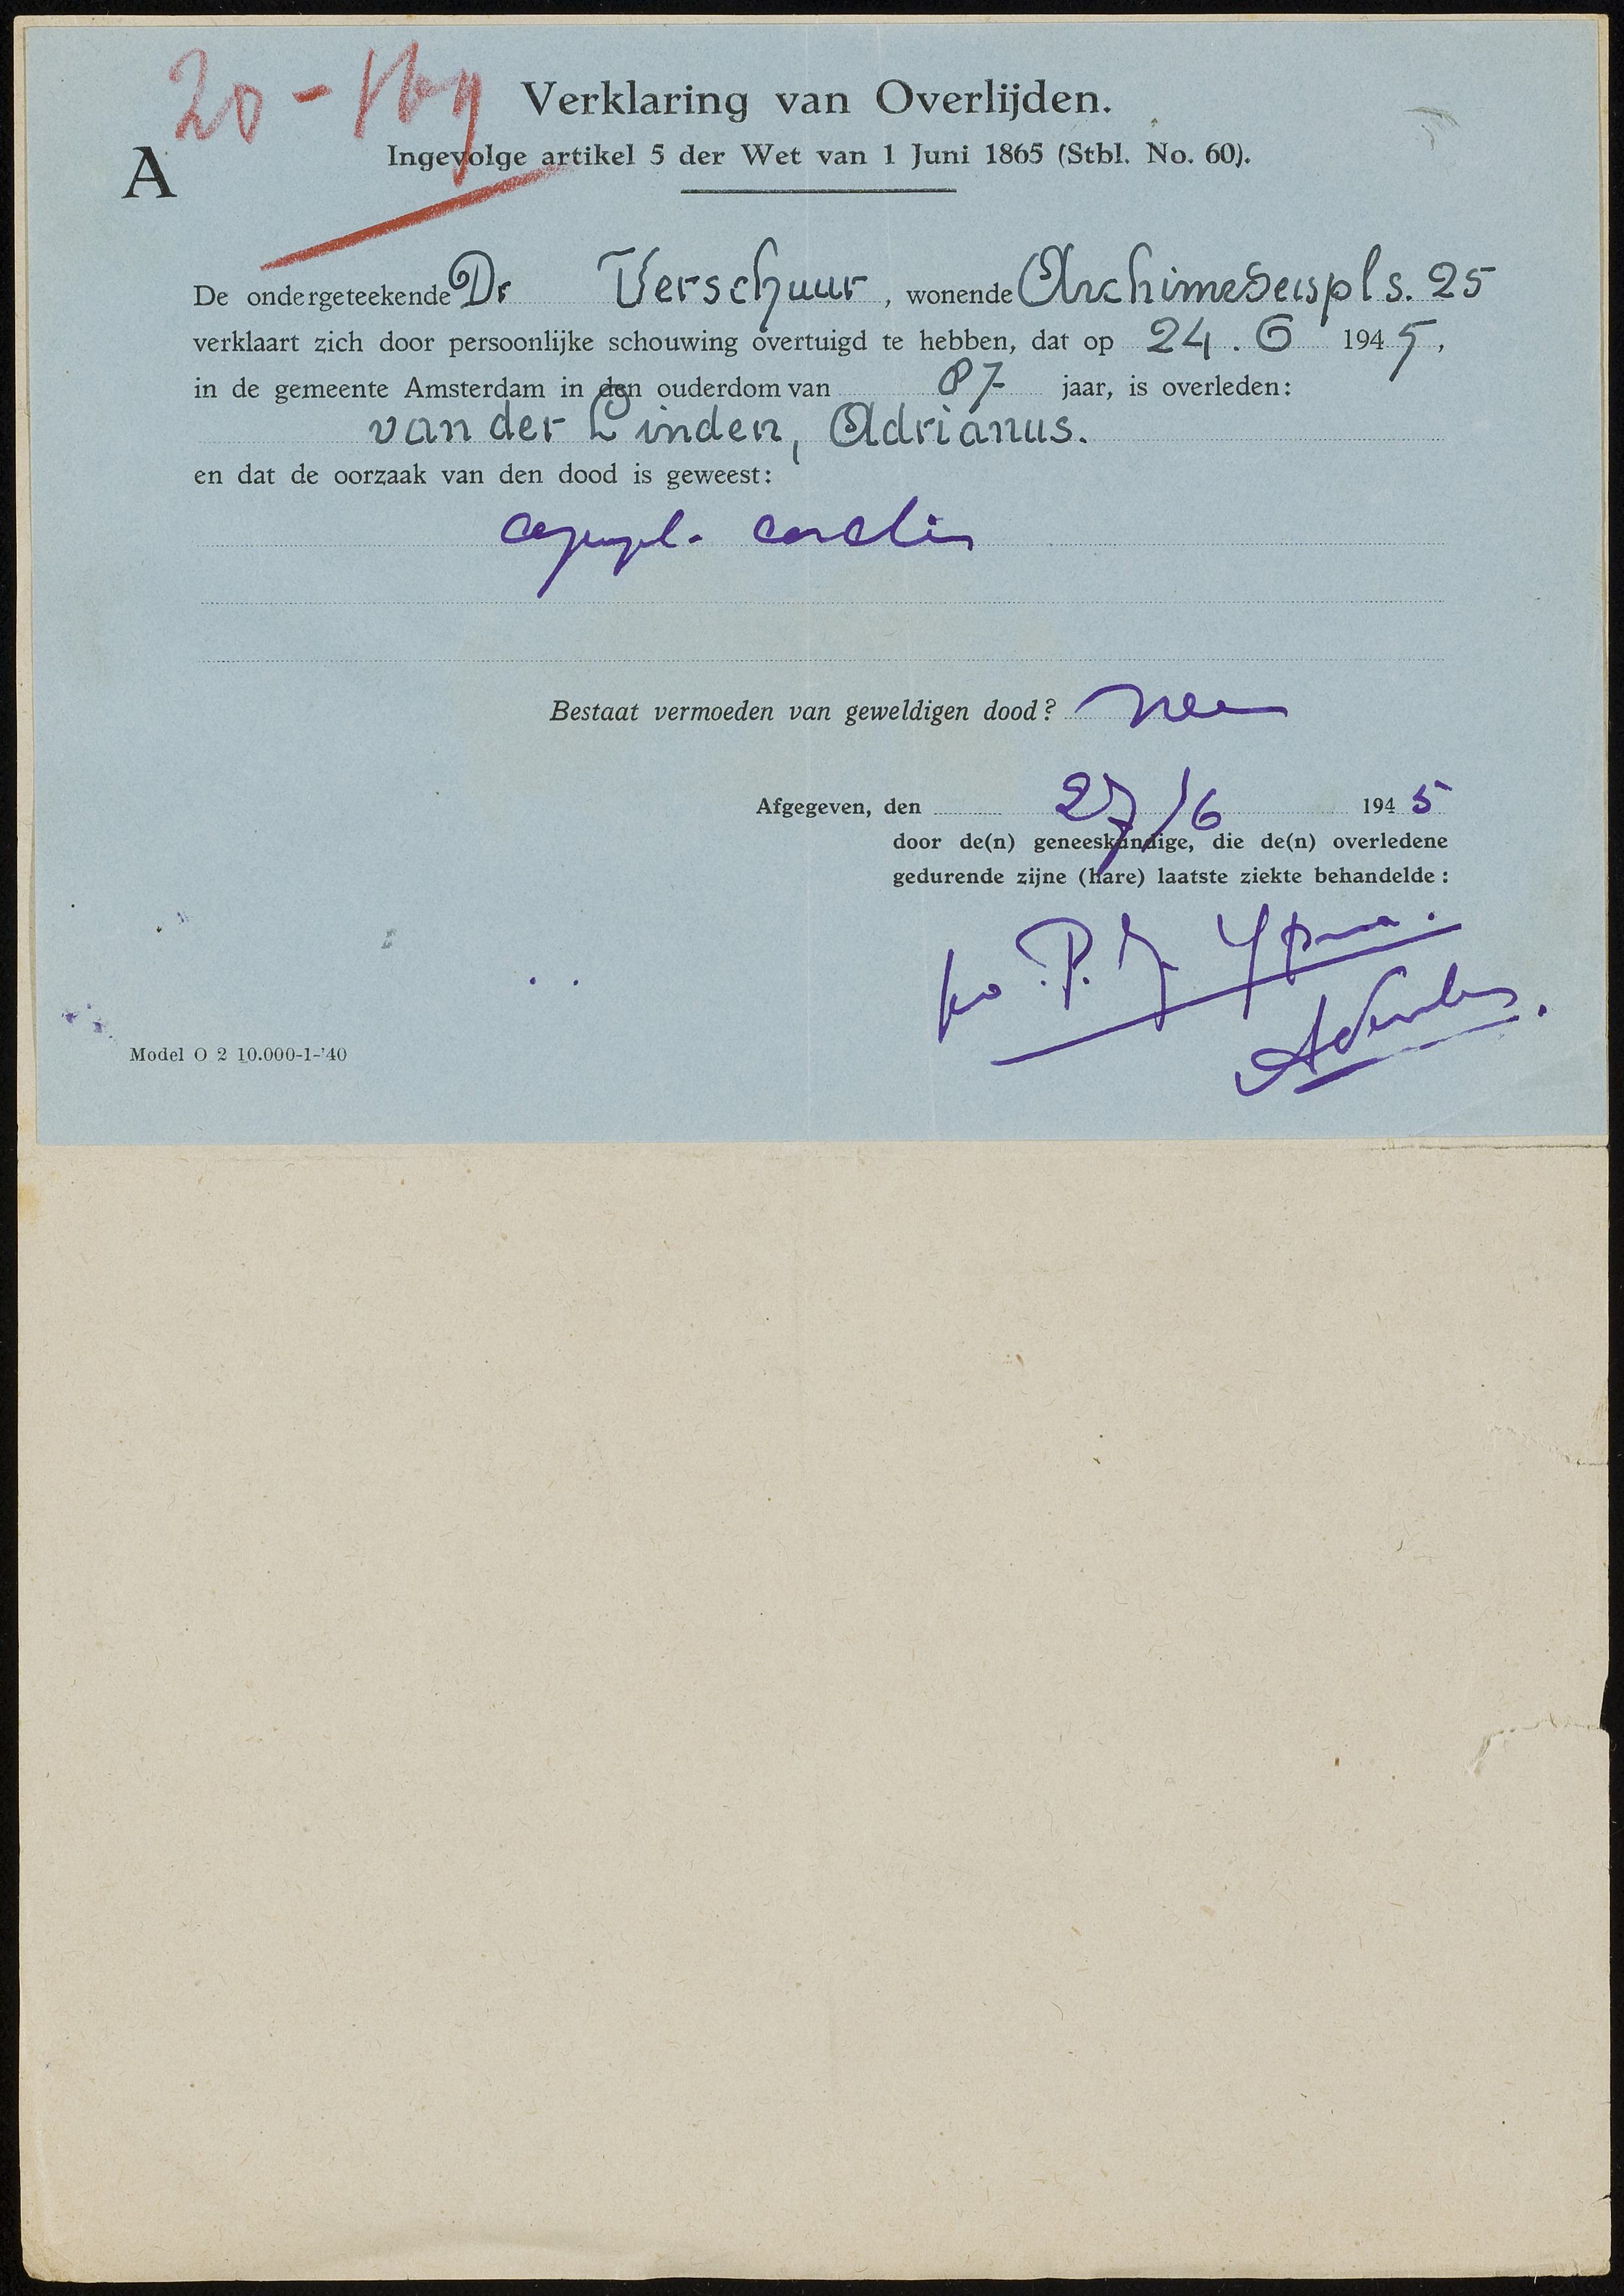 20-
Verklaring van Overlijden.
A
Ingevolge artikel 5 der Wet van 1 Juni 1865 (Stbl. No. 60).
De ondergeteekende Dr Verschuur, wonende Archimedespls. 25
verklaart zich door persoonlijke schouwing overtuigd te hebben, dat op 24.6 1945,
in de gemeente Amsterdam in den ouderdom van 87 jaar, is overleden:
van der Linden, Adrianus.
en dat de oorzaak van den dood is geweest:
cordis
Bestaat vermoeden van geweldigen dood? neen
Afgegeven, den 27/6 1945
door de(n) geneeskundige, die de(n) overledene
gedurende zijne (hare) laatste ziekte behandelde:
P. J. Ypma.
Model O 2 10.000-1-'40